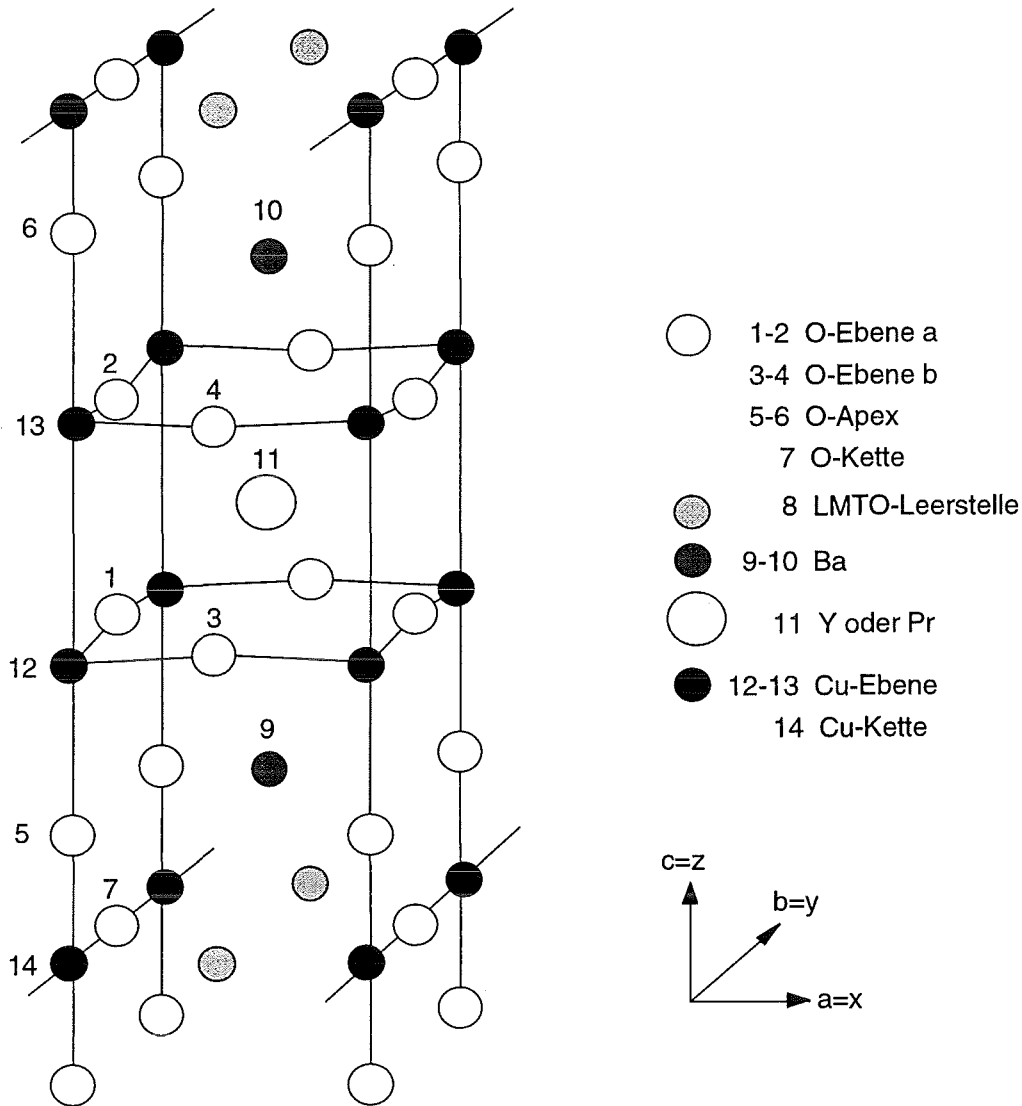 10
6
2
4
13
11
1
3
12
9
5
7
14
1-2 O-Ebene a
3-4 O-Ebene b
5-6 O-Apex
7 O-Kette
8 LMTO-Leerstelle
9-10 Ba
11 Y oder Pr
12-13 Cu-Ebene
14 Cu-Kette
c=z
b=y
a=x